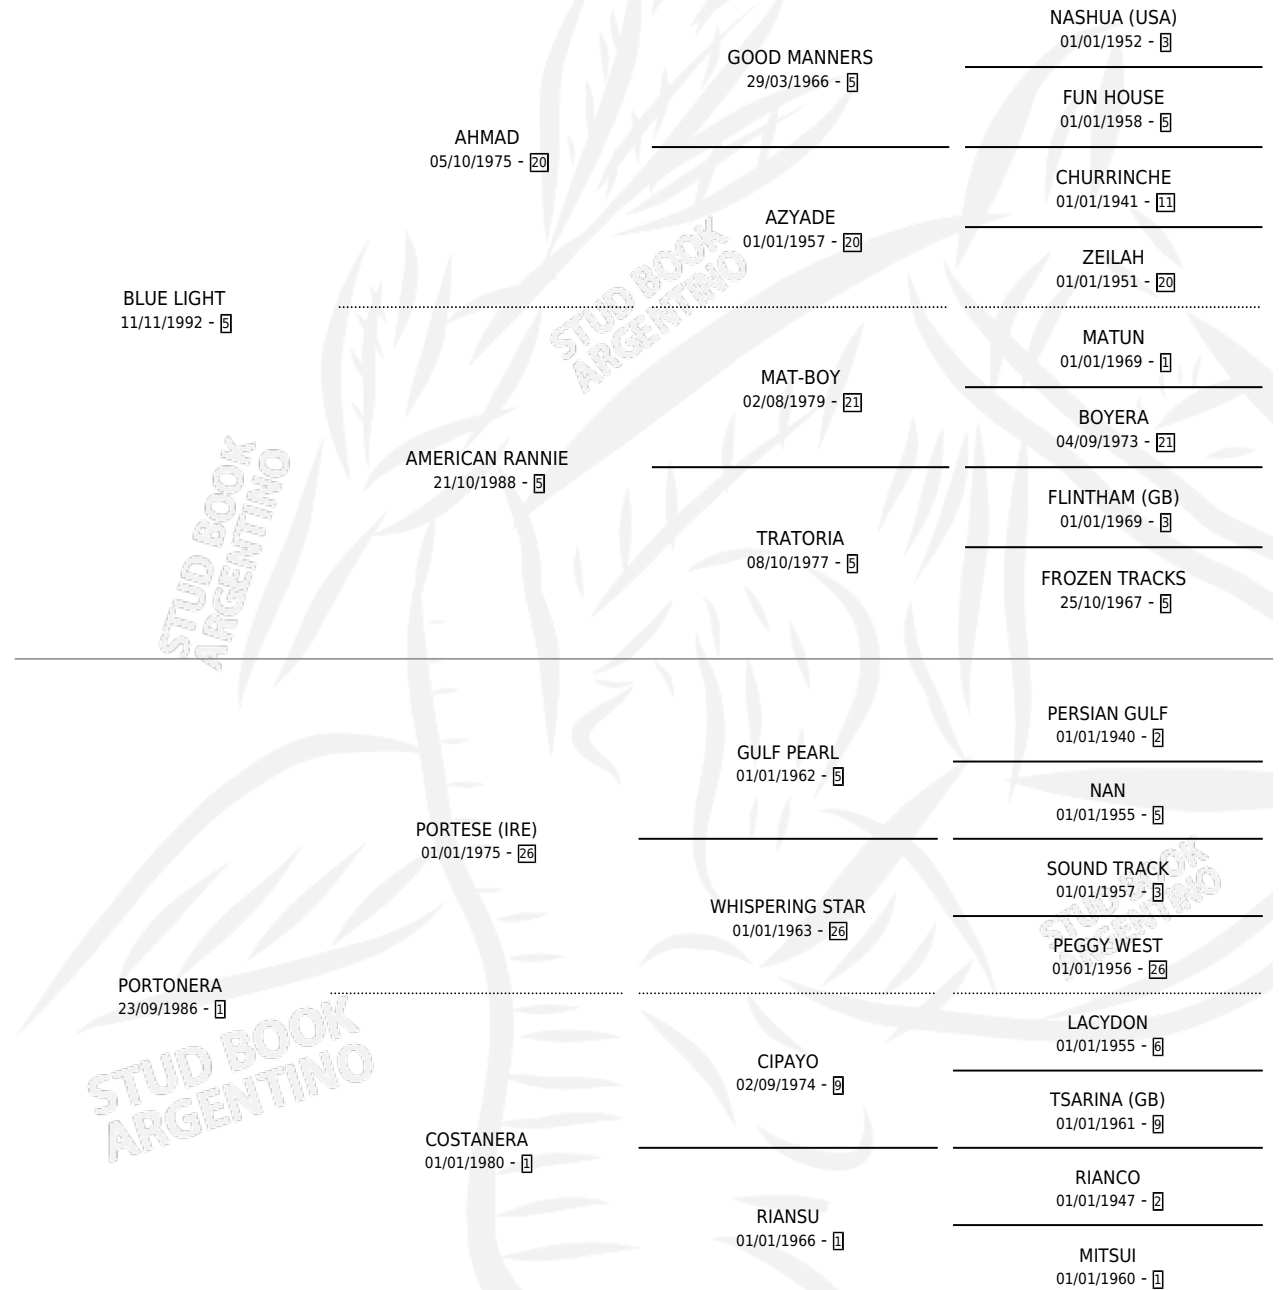 NASHUA (USA)
01/01/1952 - 3
GOOD MANNERS
29/03/1966 - 5
FUN HOUSE
01/01/1958 - 5
AHMAD
05/10/1975 - 20
CHURRINCHE
01/01/1941 - 11
AZYADE
01/01/1957 - 20
ZEILAH
01/01/1951 - 20
BLUE LIGHT
11/11/1992 - 5
MATUN
01/01/1969 - 1
MAT-BOY
02/08/1979 - 21
BOYERA
04/09/1973 - 21
AMERICAN RANNIE
21/10/1988 - 5
FLINTHAM (GB)
01/01/1969 - 3
TRATORIA
08/10/1977 - 5
FROZEN TRACKS
25/10/1967 - 5
STUD BOOK
ARGENTINO
STUD BOOK
ARGENTINO
PERSIAN GULF
01/01/1940 - 2
GULF PEARL
01/01/1962 - 5
NAN
01/01/1955 - 5
PORTESE (IRE)
01/01/1975 - 26
SOUND TRACK
01/01/1957 - 3
WHISPERING STAR
01/01/1963 - 26
PEGGY WEST
01/01/1956 - 26
PORTONERA
23/09/1986 - 1
LACYDON
01/01/1955 - 6
CIPAYO
02/09/1974 - 9
TSARINA (GB)
01/01/1961 - 9
COSTANERA
01/01/1980 - 1
RIANCO
01/01/1947 - 2
RIANSU
01/01/1966 - 1
MITSUI
01/01/1960 - 1
STUD BOOK
ARGENTINO
STUD BOOK
ARGENTINO